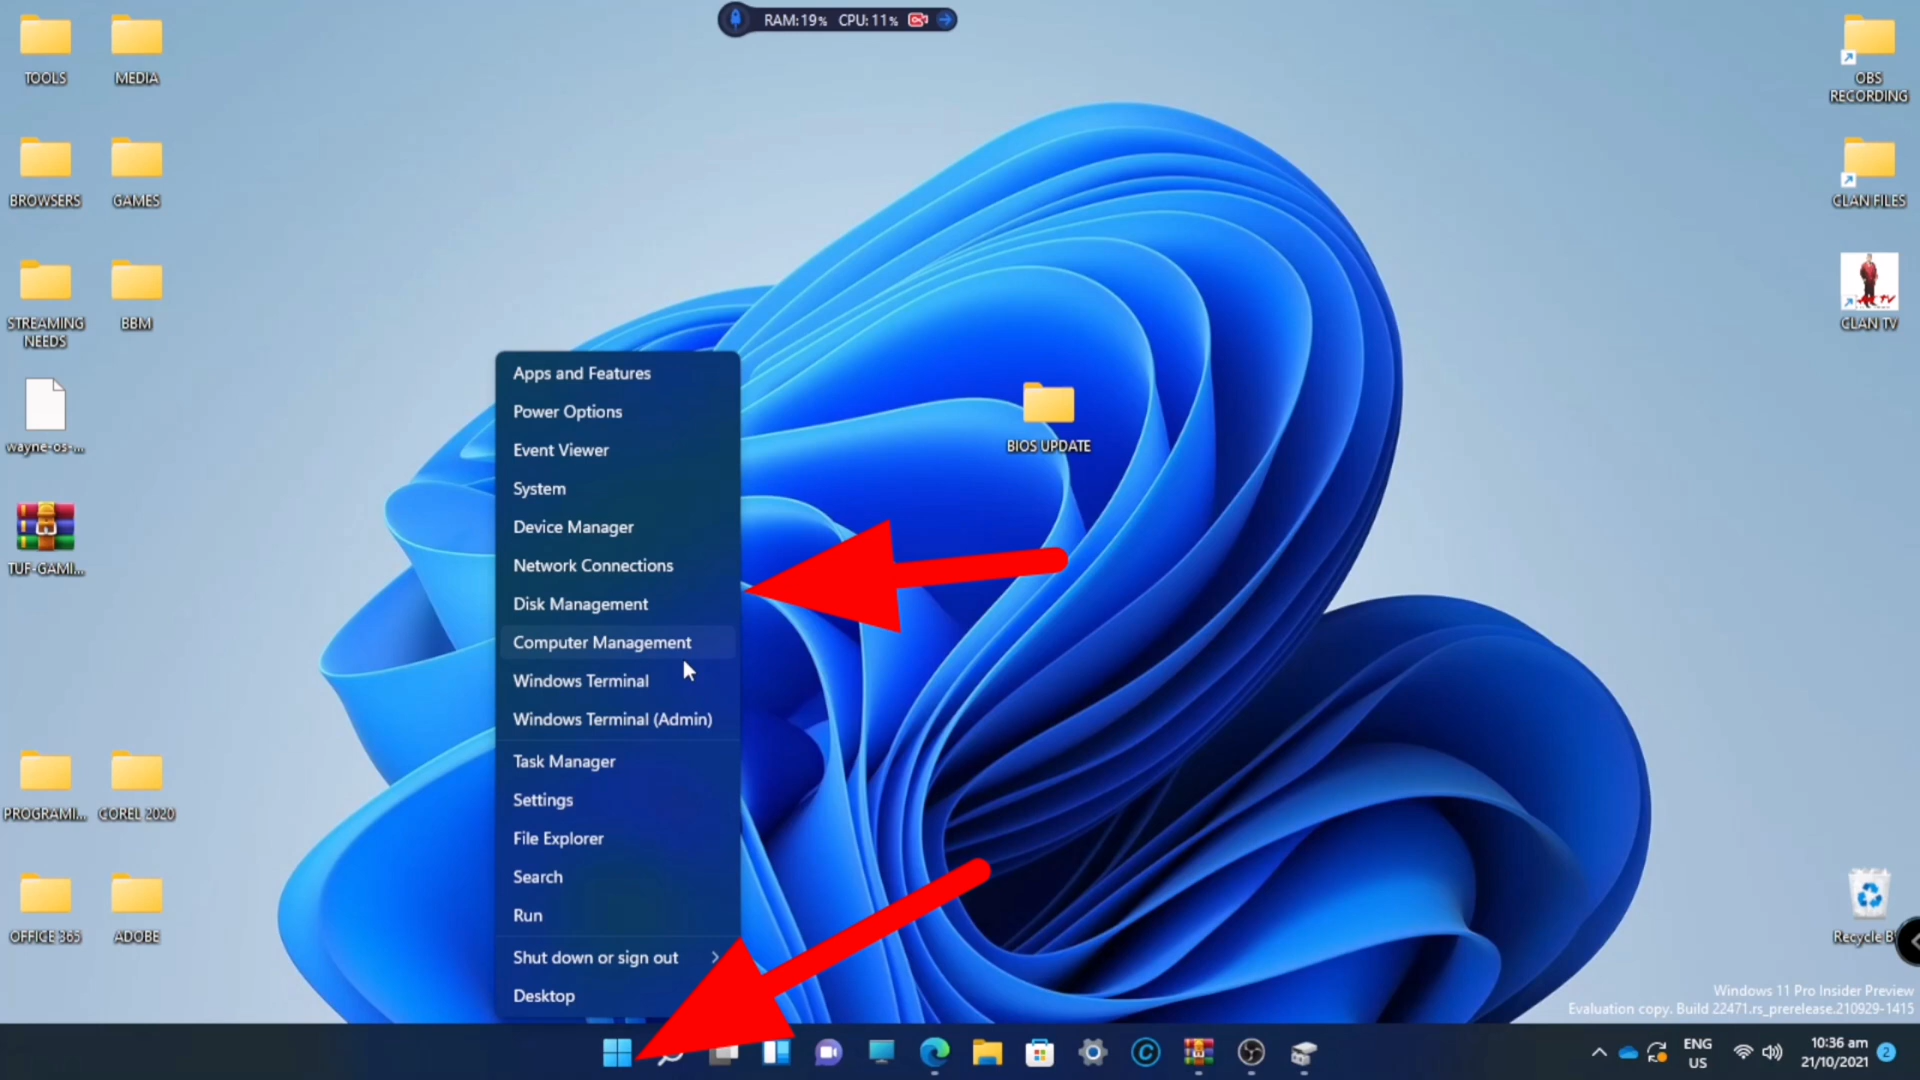 RAM: 19% CPU: 11%
TOOLS
MEDIA
BROWSERS
GAMES
STREAMING
NEEDS
BBM
wayne-os-...
TUF-GAMI...
PROGRAMI...
COREL 2020
OFFICE 365
ADOBE
Apps and Features
Power Options
Event Viewer
System
Device Manager
Network Connections
Disk Management
Computer Management
Windows Terminal
Windows Terminal (Admin)
Task Manager
Settings
File Explorer
Search
Run
Shut down or sign out
Desktop
BIOS UPDATE
OBS
RECORDING
CLAN FILES
CLAN TV
Recycle B
Windows 11 Pro Insider Preview
Evaluation copy. Build 22471.rs_prerelease.210929-1415
ENG
US
10:36 am
21/10/2021
2